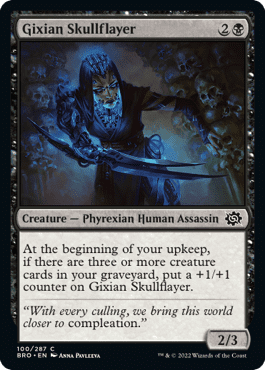 Gixian Skullflayer 2
Creature — Phyrexian Human Assassin
At the beginning of your upkeep,
if there are three or more creature
cards in your graveyard, put a +1/+1
counter on Gixian Skullflayer.
“With every culling, we bring this world
closer to compleation.”
2/3
100/287 C
BRO • EN Anna Pavleeva
™ & © 2022 Wizards of the Coast